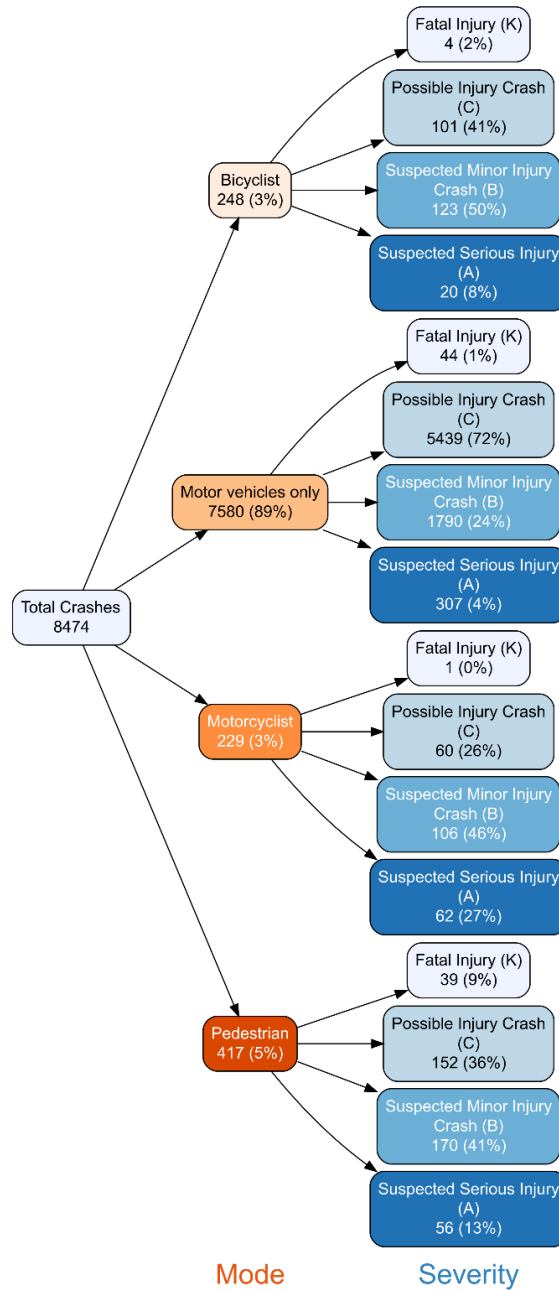 Total Crashes
8474
Bicyclist
248 (3%)
Fatal Injury (K)
4 (2%)
Possible Injury Crash
(C)
101 (41%)
Suspected Minor Injury
Crash (B)
123 (50%)
Suspected Serious Injury
(A)
20 (8%)
Motor vehicles only
7580 (89%)
Fatal Injury (K)
44 (1%)
Possible Injury Crash
(C)
5439 (72%)
Suspected Minor Injury
Crash (B)
1790 (24%)
Suspected Serious Injury
(A)
307 (4%)
Motorcyclist
229 (3%)
Fatal Injury (K)
1 (0%)
Possible Injury Crash
(C)
60 (26%)
Suspected Minor Injury
Crash (B)
106 (46%)
Suspected Serious Injury
(A)
62 (27%)
Pedestrian
417 (5%)
Fatal Injury (K)
39 (9%)
Possible Injury Crash
(C)
152 (36%)
Suspected Minor Injury
Crash (B)
170 (41%)
Suspected Serious Injury
(A)
56 (13%)
Mode
Severity